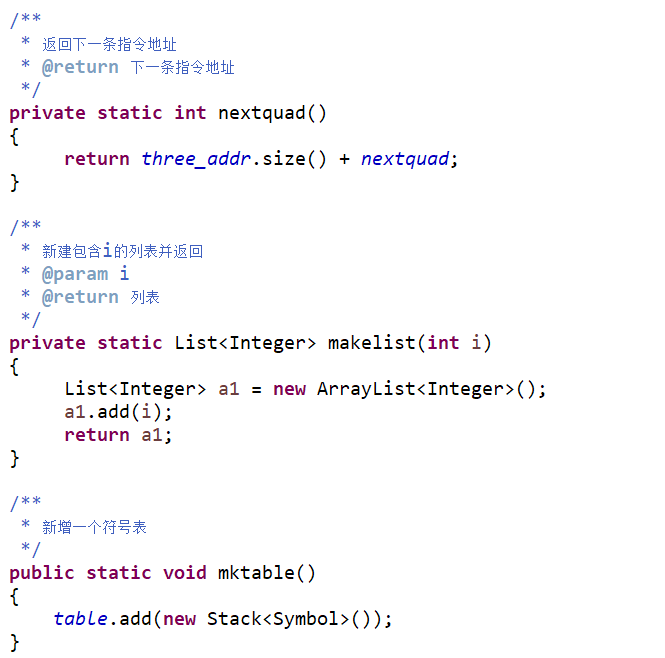 /**
 * 返回下一条指令地址
 * @return 下一条指令地址
 */
private static int nextquad()
{
     return three_addr.size() + nextquad;
}

/**
 * 新建包含i的列表并返回
 * @param i
 * @return 列表
 */
private static List<Integer> makelist(int i)
{
     List<Integer> a1 = new ArrayList<Integer>();
     a1.add(i);
     return a1;
}

/**
 * 新增一个符号表
 */
public static void mktable()
{
    table.add(new Stack<Symbol>());
}